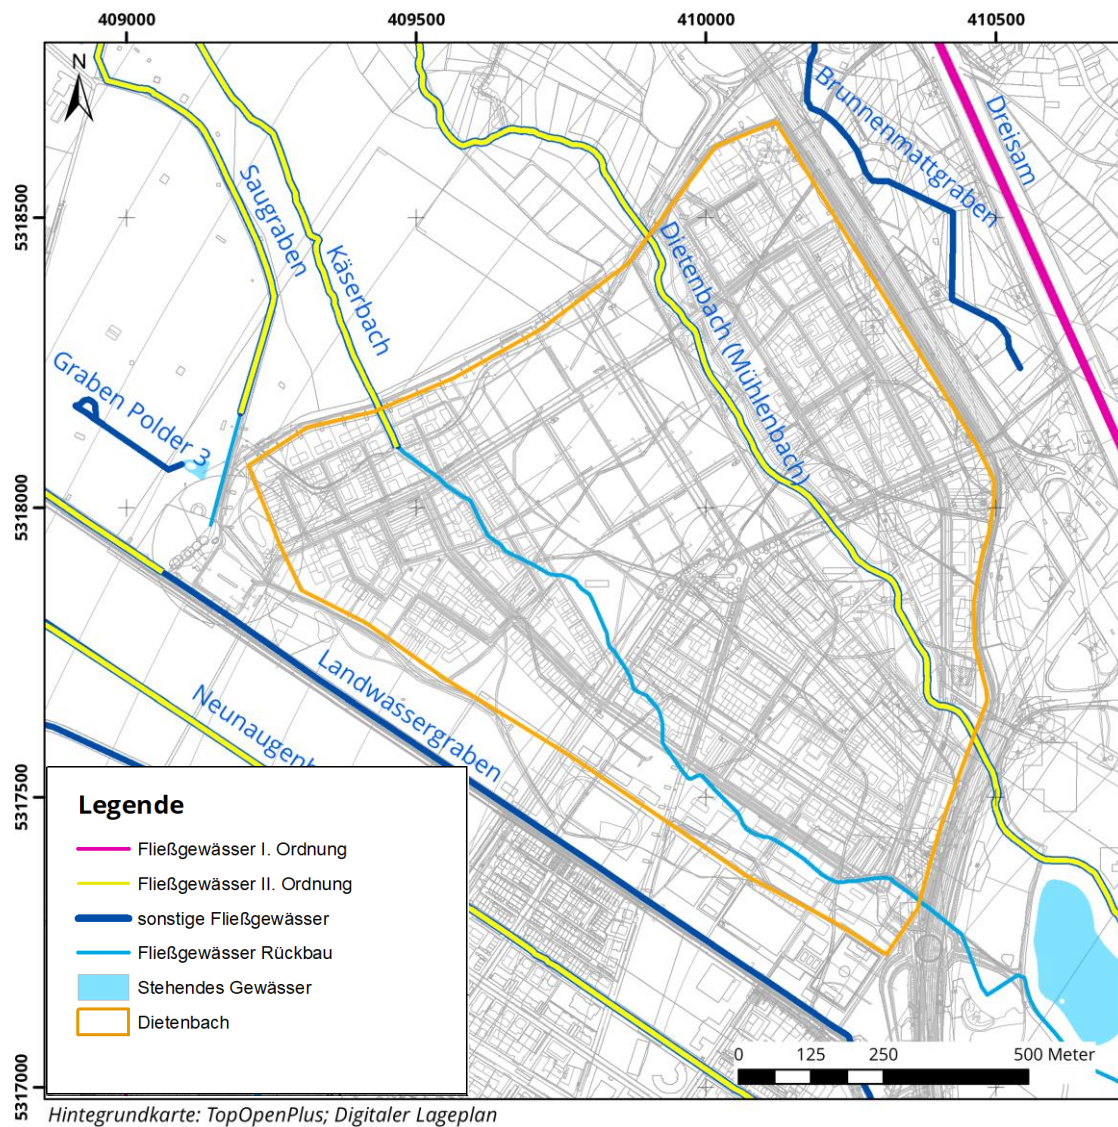 409000 409500 410000 410500
N
Brunnenmattgraben
Dreisam
5318500
Saugraben
Käserbach
Dietenbach (Mühlenbach)
Graben Polder 3
5318000
Landwassergraben
5317500
Legende
Fließgewässer I. Ordnung
Fließgewässer II. Ordnung
sonstige Fließgewässer
Fließgewässer Rückbau
Stehendes Gewässer
Dietenbach
0 125 250 500 Meter
5317000
Hintegrundkarte: TopOpenPlus; Digitaler Lageplan